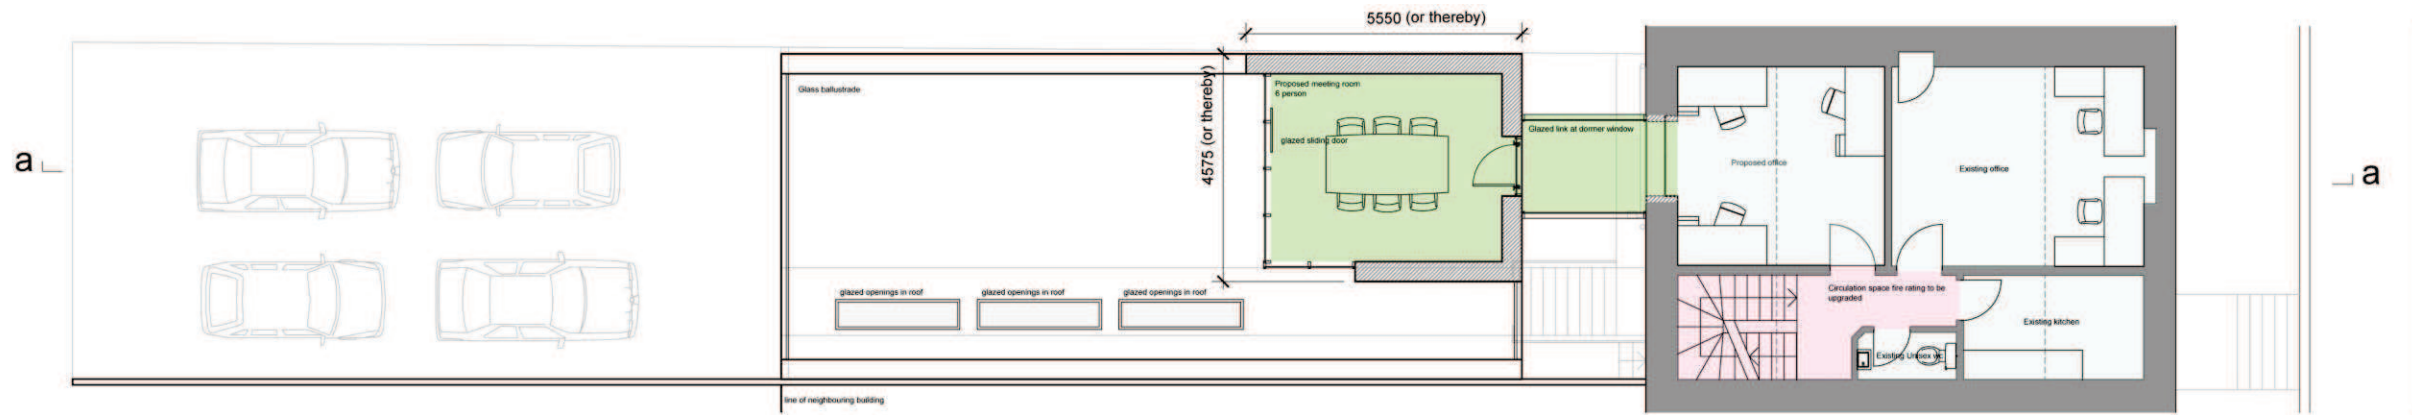 5550 (or thereby)
4575 (or thereby)
Glass ballustrade
Proposed meeting room
6 person
glazed sliding door
Glazed link at dormer window
Proposed office
Existing office
a
a
glazed openings in roof
glazed openings in roof
glazed openings in roof
Circulation space fire rating to be
upgraded
Existing kitchen
Existing Unisex wc
line of neighbouring building